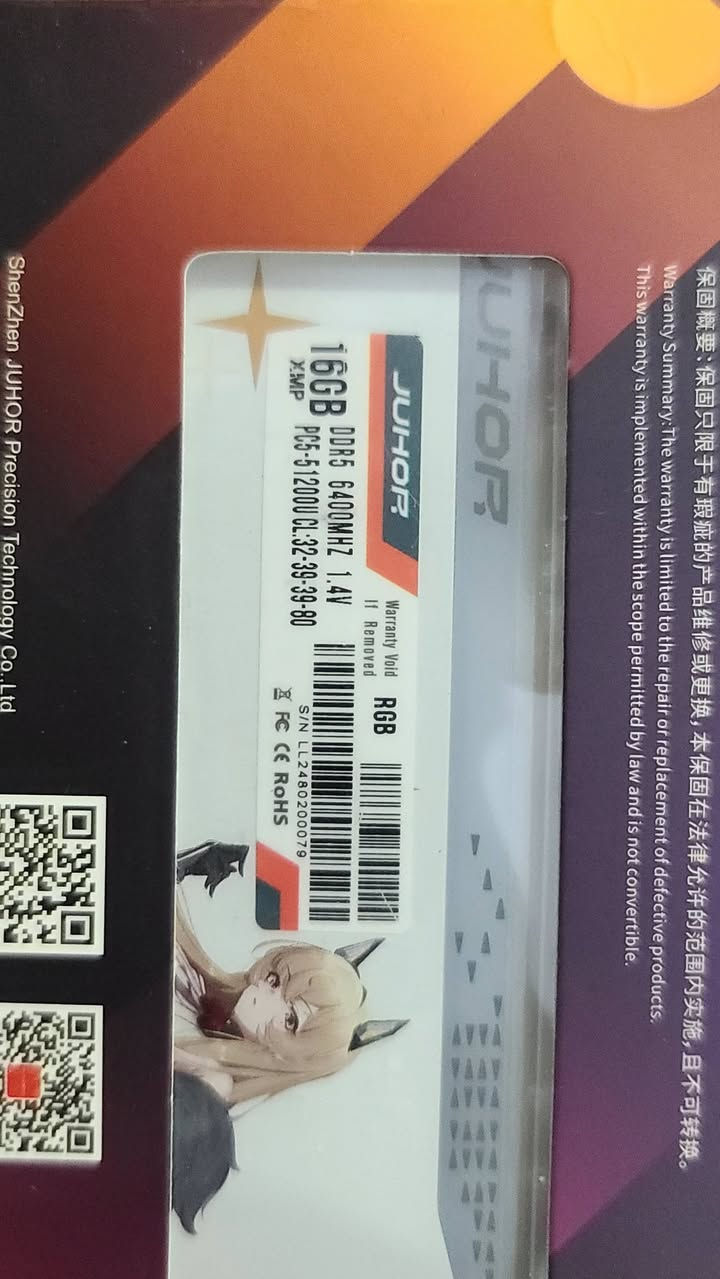 保固概要：保固只限于有瑕疵的产品维修或更换，本保固在法律允许的范围内实施，且不可转换。
Warranty Summary:The warranty is limited to the repair or replacement of defective products.
This warranty is implemented within the scope permitted by law and is not convertible.
JUHOR
JUHOR
Warranty Void
If Removed
RGB
16GB DDR5 6400MHZ 1.4V
XMP PC5-51200U CL:32-39-39-80
S/N LL2480200079
FC CE RoHS
ShenZhen JUHOR Precision Technology Co.,Ltd